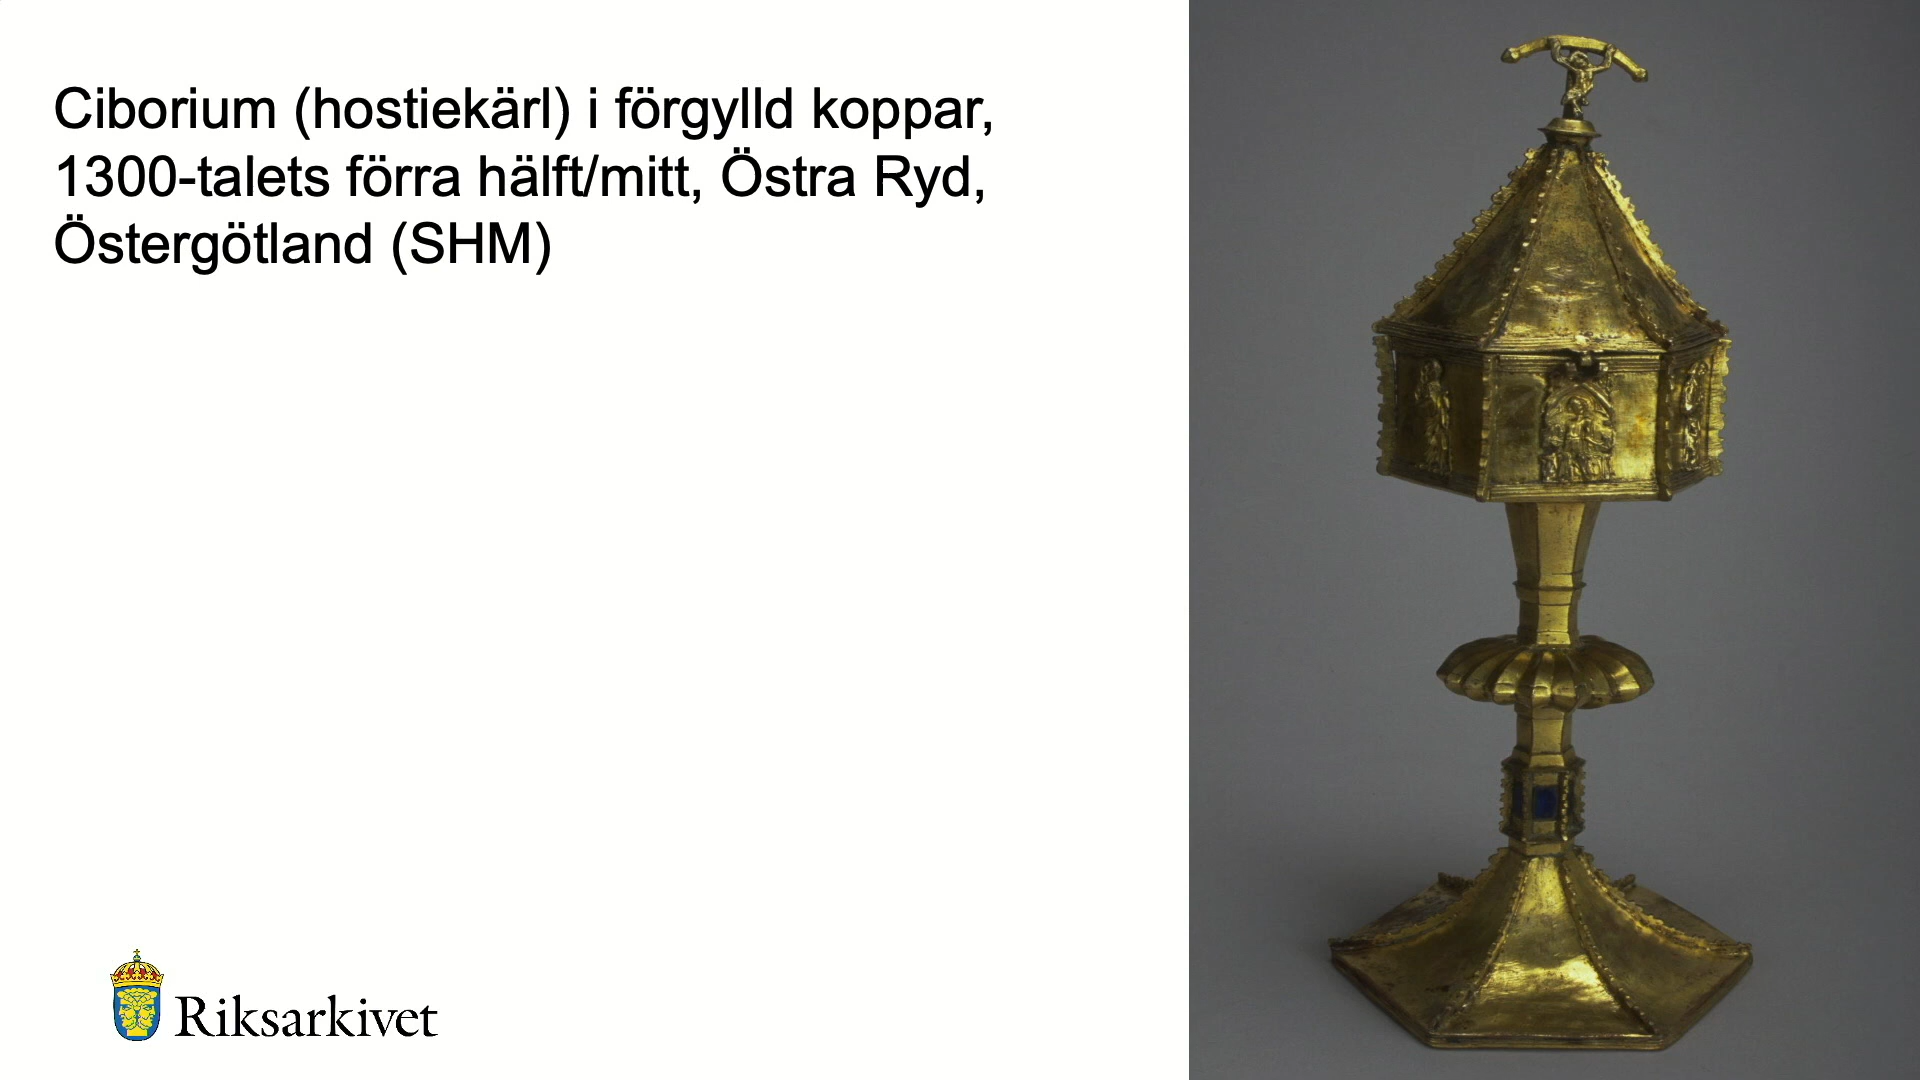 Ciborium (hostiekärl) i förgylld koppar,
1300-talets förra hälft/mitt, Östra Ryd,
Östergötland (SHM)
Riksarkivet